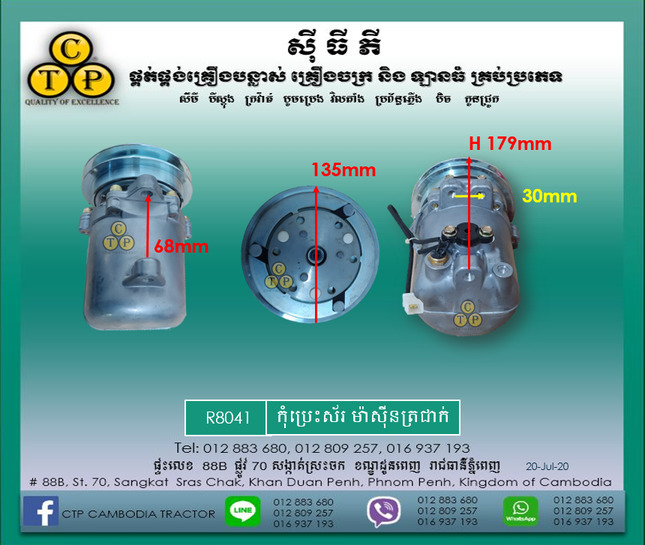 C
T P
QUALITY OF EXCELLENCE
ស៊ី ធី ភី
ផ្គត់ផ្គង់គ្រឿងបន្លាស់ គ្រឿងចក្រ និង ឡានធំ គ្រប់ប្រភេទ
ស៊ីមី ប៊ីស្តុង ក្រវ៉ាត់ បូមប្រេង វ៉ែលតាំង ប្រព័ន្ធភ្លើង ប៊ិច កូនជ្រូក
H 179mm
135mm
30mm
68mm
C
T P
C
T P
C
T P
R8041 កុំប្រេះស័រ ម៉ាស៊ីនត្រជាក់
Tel: 012 883 680, 012 809 257, 016 937 193
ផ្ទះលេខ 88B ផ្លូវ 70 សង្កាត់ស្រះចក ខណ្ឌដូនពេញ រាជធានីភ្នំពេញ 20-Jul-20
# 88B, St. 70, Sangkat Sras Chak, Khan Duan Penh, Phnom Penh, Kingdom of Cambodia
f CTP CAMBODIA TRACTOR
LINE
012 883 680
012 809 257
016 937 193
012 883 680
012 809 257
016 937 193
WhatsApp
012 883 680
012 809 257
016 937 193